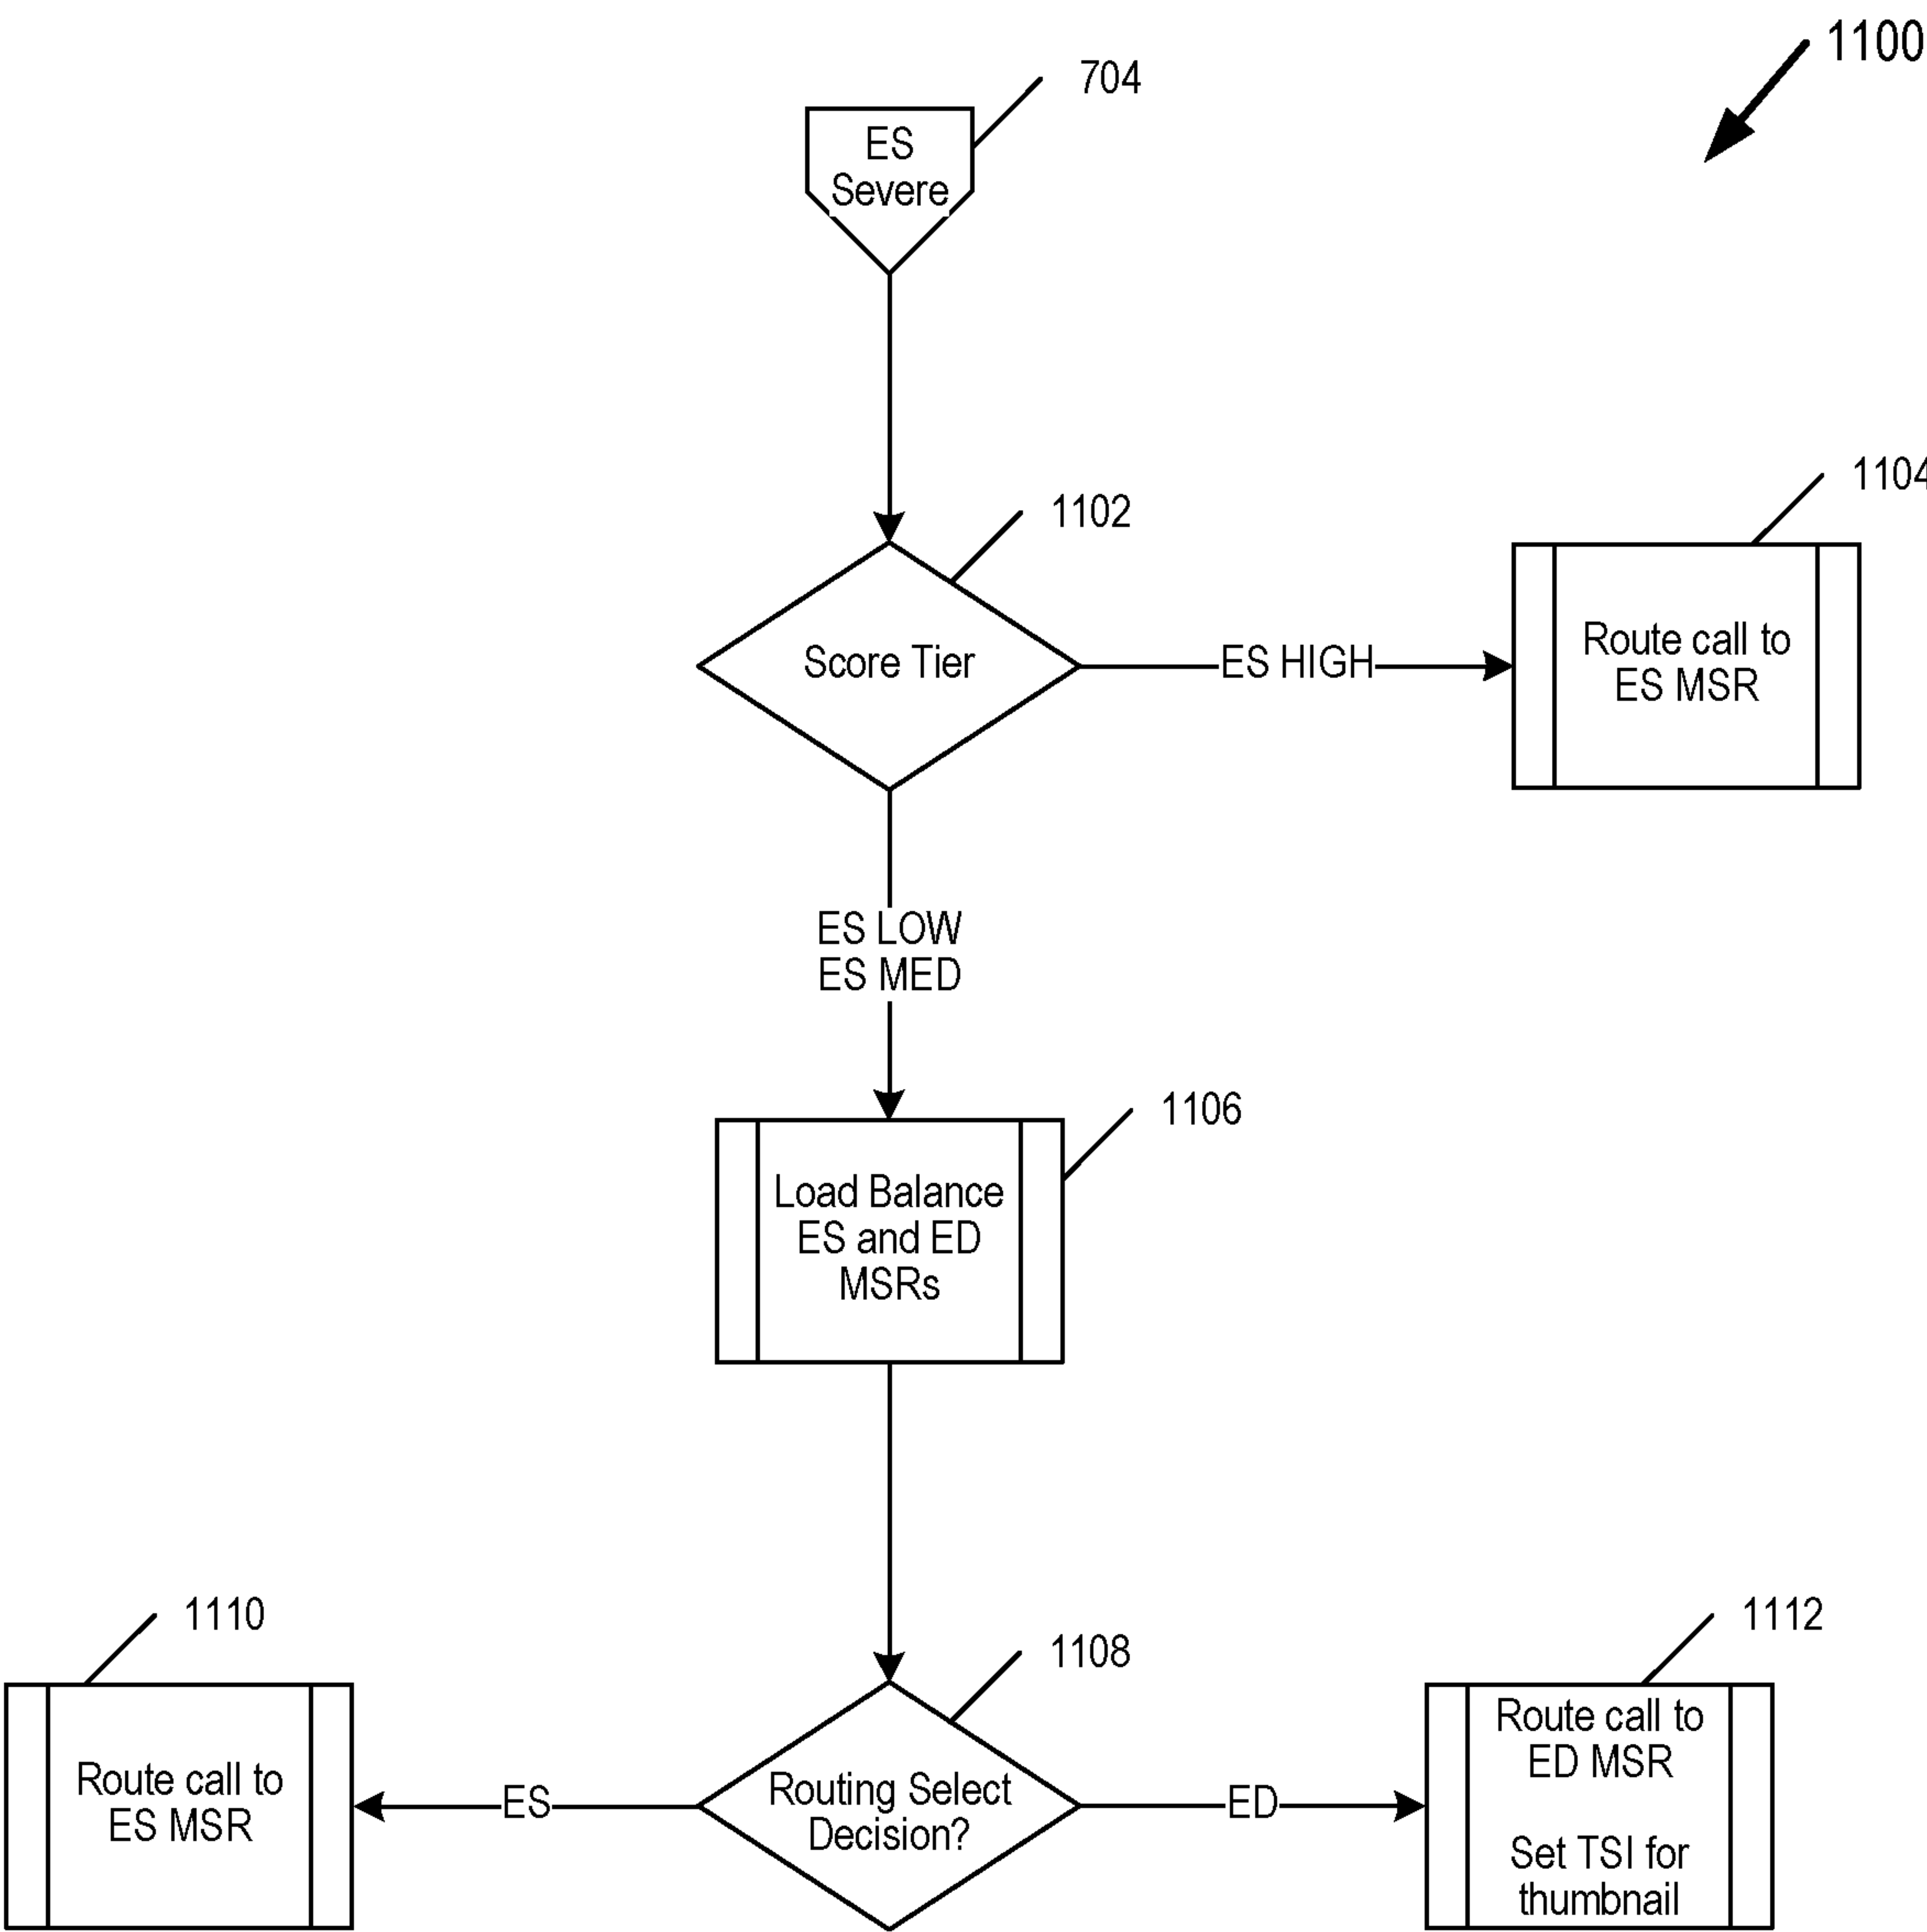 1100
704
ES
Severe
1102
1104
Score Tier
ES HIGH
Route call to
ES MSR
ES LOW
ES MED
1106
Load Balance
ES and ED
MSRs
1110
1108
1112
Route call to
ES MSR
ES
Routing Select
Decision?
ED
Route call to
ED MSR
Set TSI for
thumbnail